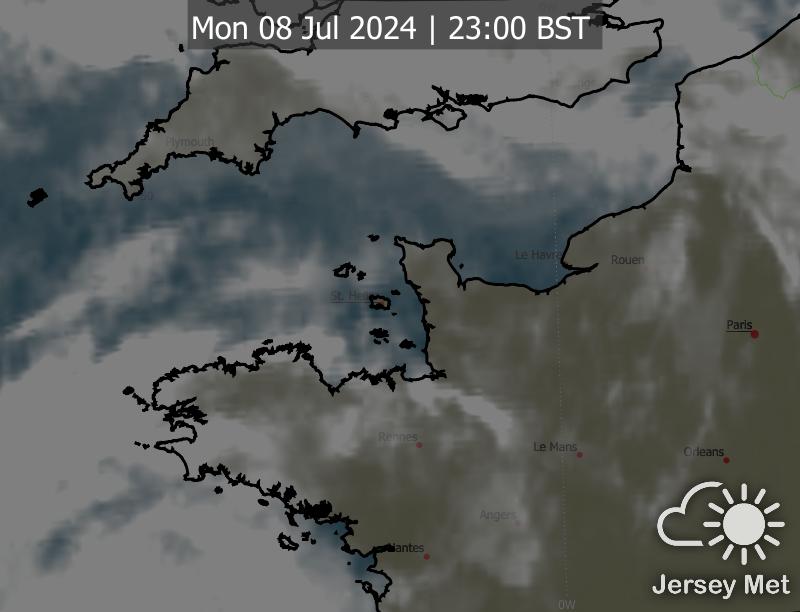 Mon 08 Jul 2024 | 23:00 BST
Plymouth
Le Havre
Rouen
St. Helier
Paris
Rennes
Le Mans
Orleans
Angers
Nantes
Jersey Met
0W